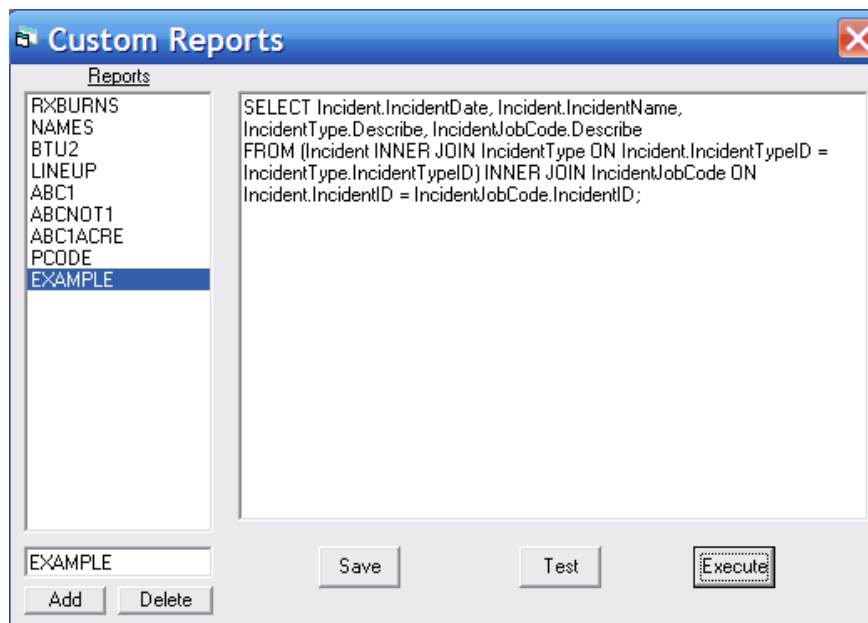 Custom Reports
Reports
RXBURNS
NAMES
BTU2
LINEUP
ABC1
ABCNOT1
ABC1ACRE
PCODE
EXAMPLE
SELECT Incident.IncidentDate, Incident.IncidentName,
IncidentType.Describe, IncidentJobCode.Describe
FROM (Incident INNER JOIN IncidentType ON Incident.IncidentTypeID =
IncidentType.IncidentTypeID) INNER JOIN IncidentJobCode ON
Incident.IncidentID = IncidentJobCode.IncidentID;
EXAMPLE
Add Delete
Save Test Execute